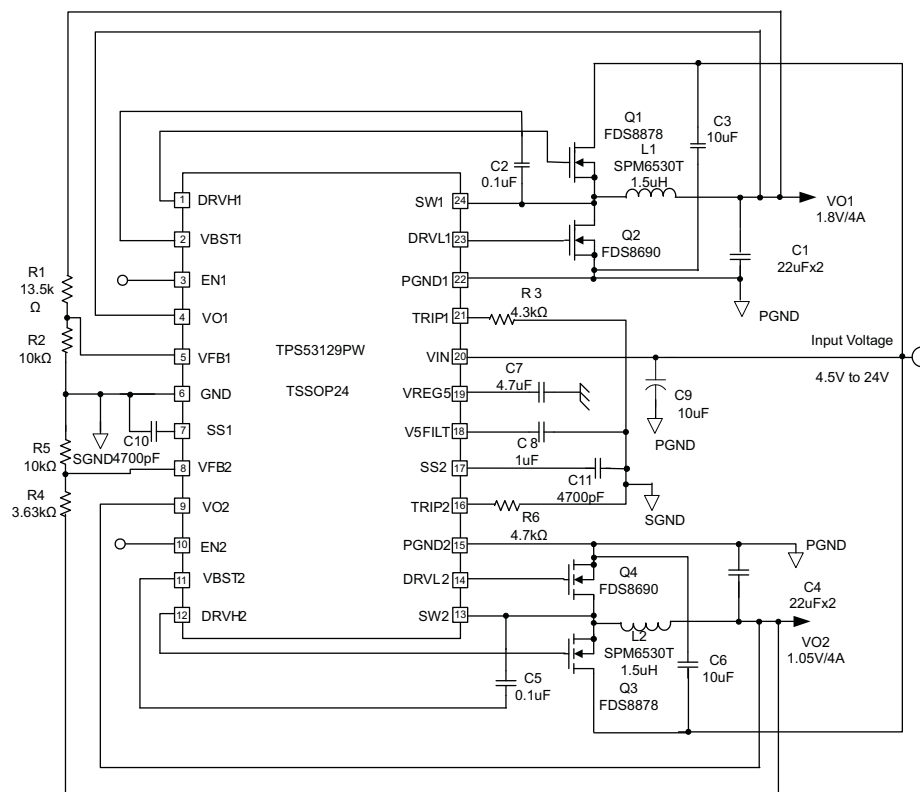 Q1
FDS8878
L1
SPM6530T
1.5uH
C3
10uF
C2
0.1uF
1
DRVH1
SW1
24
VO1
1.8V/4A
2
VBST1
DRVL1
23
Q2
FDS8690
C1
22uFx2
R1
13.5k
Ω
3
EN1
PGND1
22
PGND
4
VO1
TRIP1
21
R 3
4.3kΩ
R2
10kΩ
5
VFB1
TPS53129PW
VIN
20
Input Voltage
4.5V to 24V
6
GND
TSSOP24
VREG5
19
C7
4.7uF
C9
10uF
PGND
7
SS1
V5FILT
18
C 8
1uF
C10
4700pF
SGND
R5
10kΩ
8
VFB2
SS2
17
C11
4700pF
R4
3.63kΩ
9
VO2
TRIP2
16
R6
4.7kΩ
SGND
10
EN2
PGND2
15
PGND
11
VBST2
DRVL2
14
Q4
FDS8690
C4
22uFx2
12
DRVH2
SW2
13
L2
SPM6530T
1.5uH
VO2
1.05V/4A
C5
0.1uF
Q3
FDS8878
C6
10uF